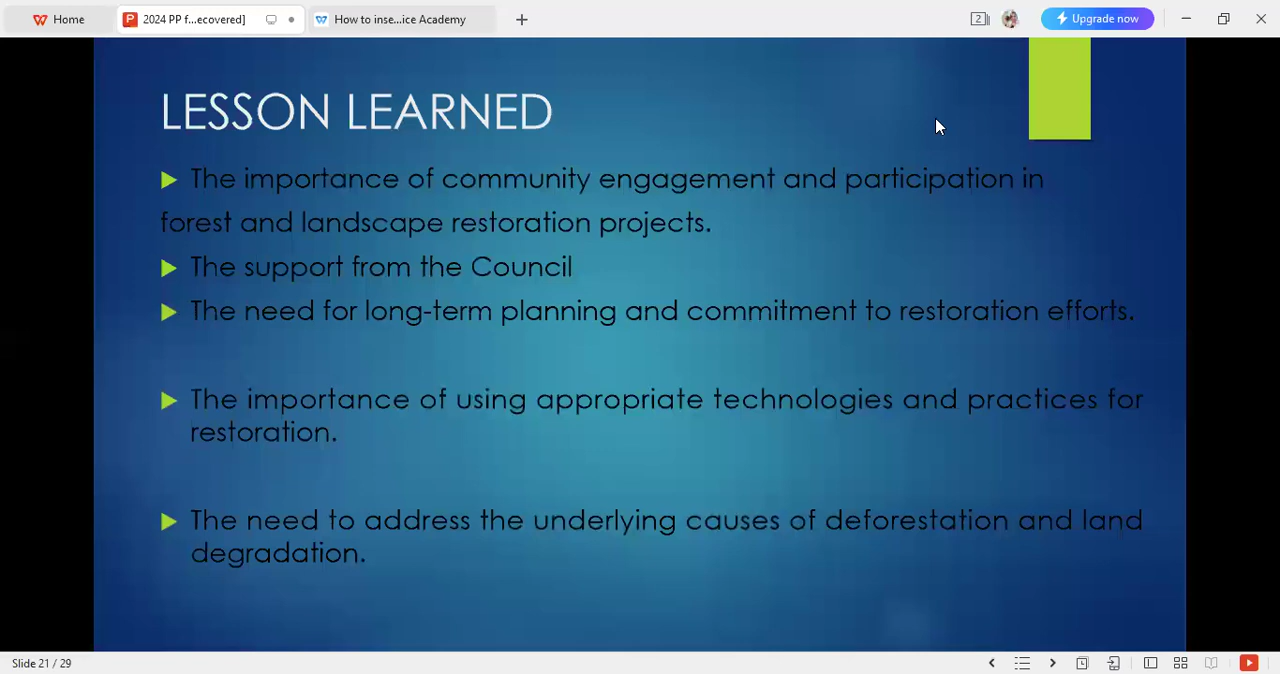 Home
2024 PP f...ecovered]
How to inse...ice Academy
2
Upgrade now
LESSON LEARNED
The importance of community engagement and participation in
forest and landscape restoration projects.
The support from the Council
The need for long-term planning and commitment to restoration efforts.
The importance of using appropriate technologies and practices for
restoration.
The need to address the underlying causes of deforestation and land
degradation.
Slide 21 / 29